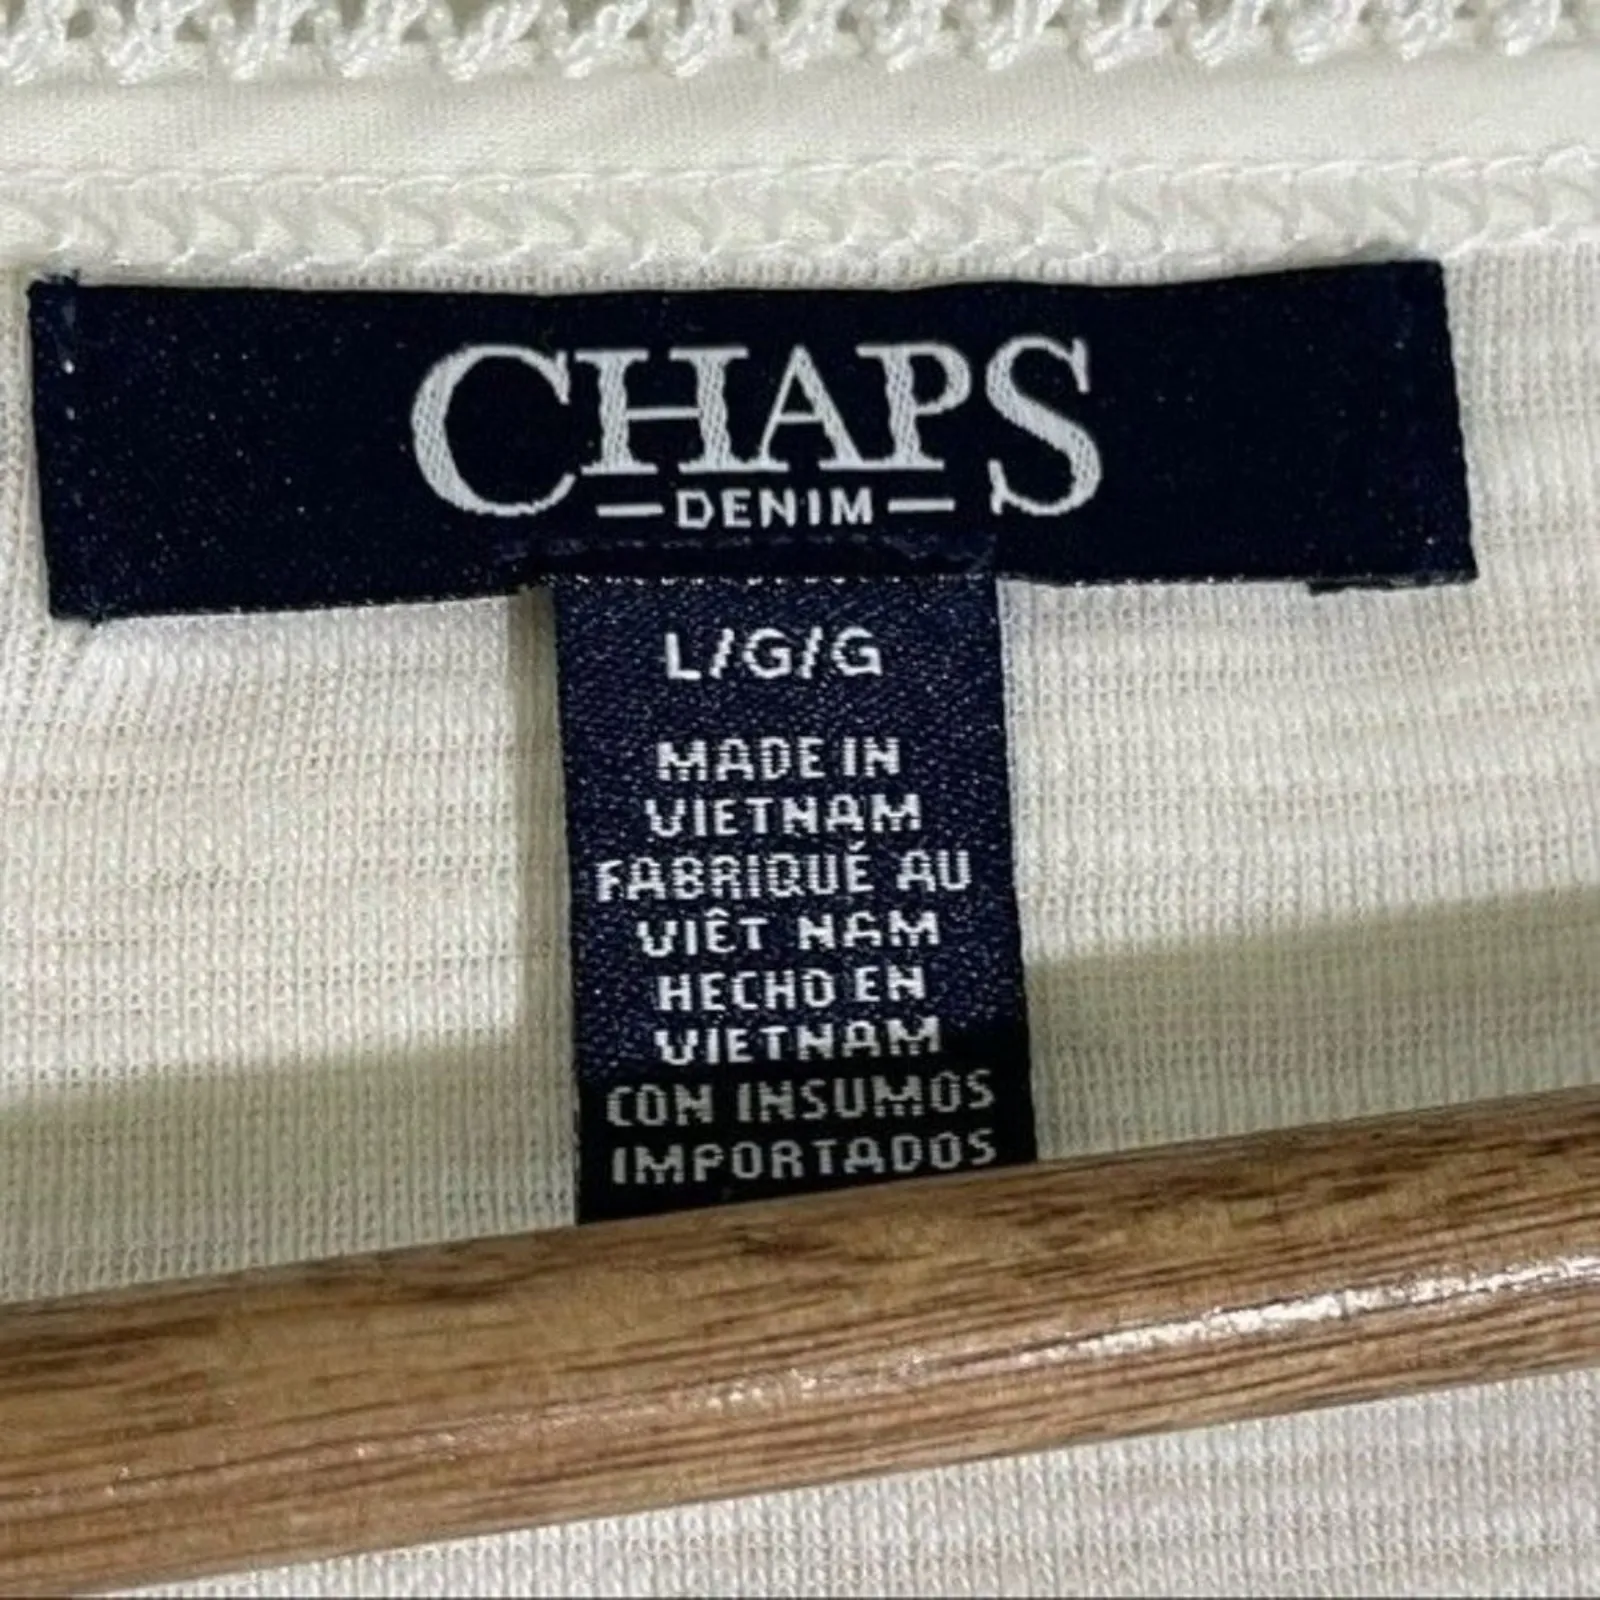 CHAPS
— DENIM —
L/G/G
MADE IN
VIETNAM
FABRIQUÉ AU
VIÊT NAM
HECHO EN
VIETNAM
CON INSUMOS
IMPORTADOS